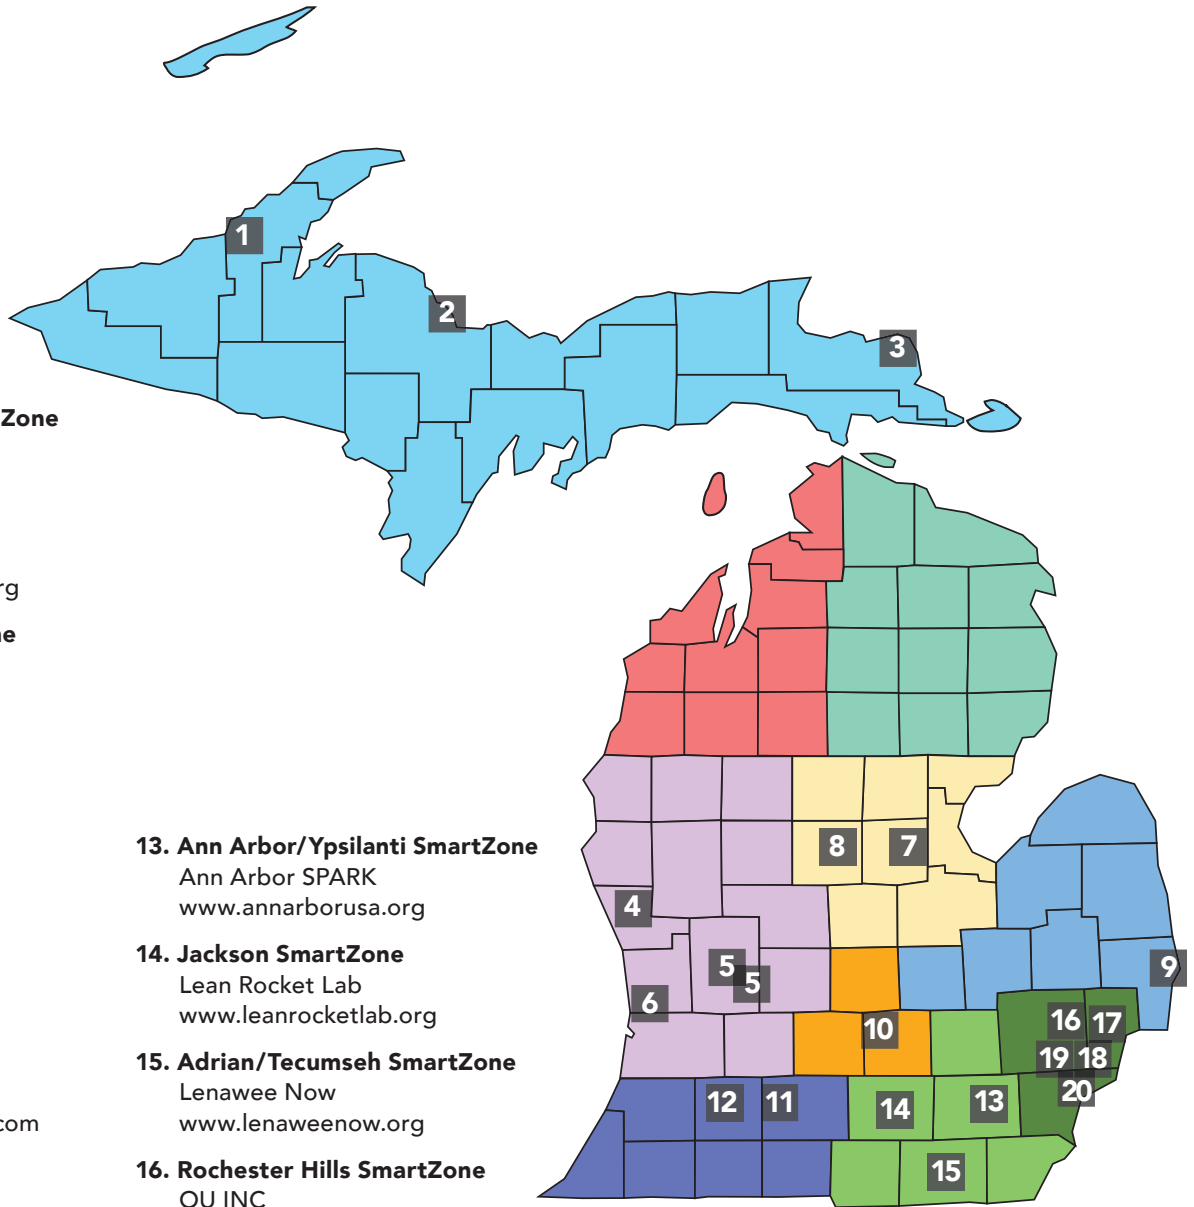 Zone
rg
ne
com
13. Ann Arbor/Ypsilanti SmartZone
Ann Arbor SPARK
www.annarborusa.org
14. Jackson SmartZone
Lean Rocket Lab
www.leanrocketlab.org
15. Adrian/Tecumseh SmartZone
Lenawee Now
www.lenaweenow.org
16. Rochester Hills SmartZone
OU INC
1
2
3
4
5
5
6
8
7
9
10
16
17
19
18
20
12
11
14
13
15